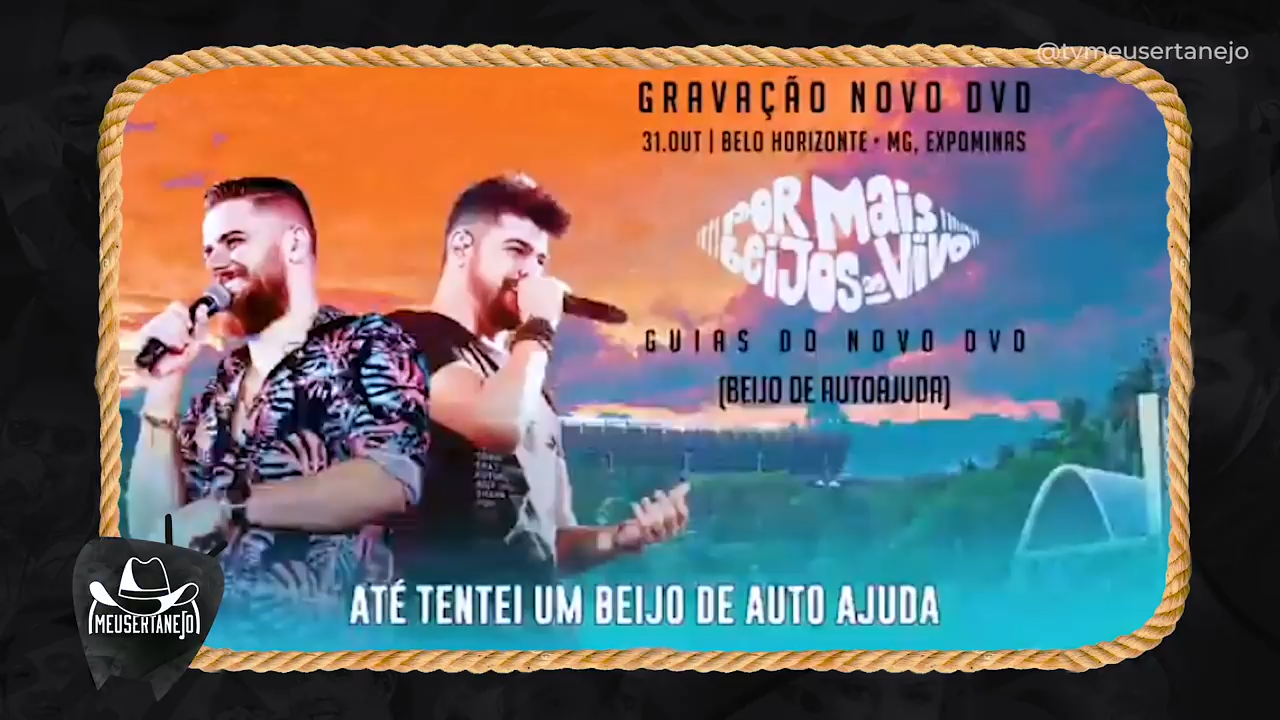 @tvmeusertanejo
GRAVAÇÃO NOVO DVD
31.OUT | BELO HORIZONTE • MG, EXPOMINAS
POR MAIS
BEIJOS AO VIVO
GUIAS DO NOVO DVD
(BEIJO DE AUTOAJUDA)
ATÉ TENTEI UM BEIJO DE AUTO AJUDA
MEUSERTANEJO